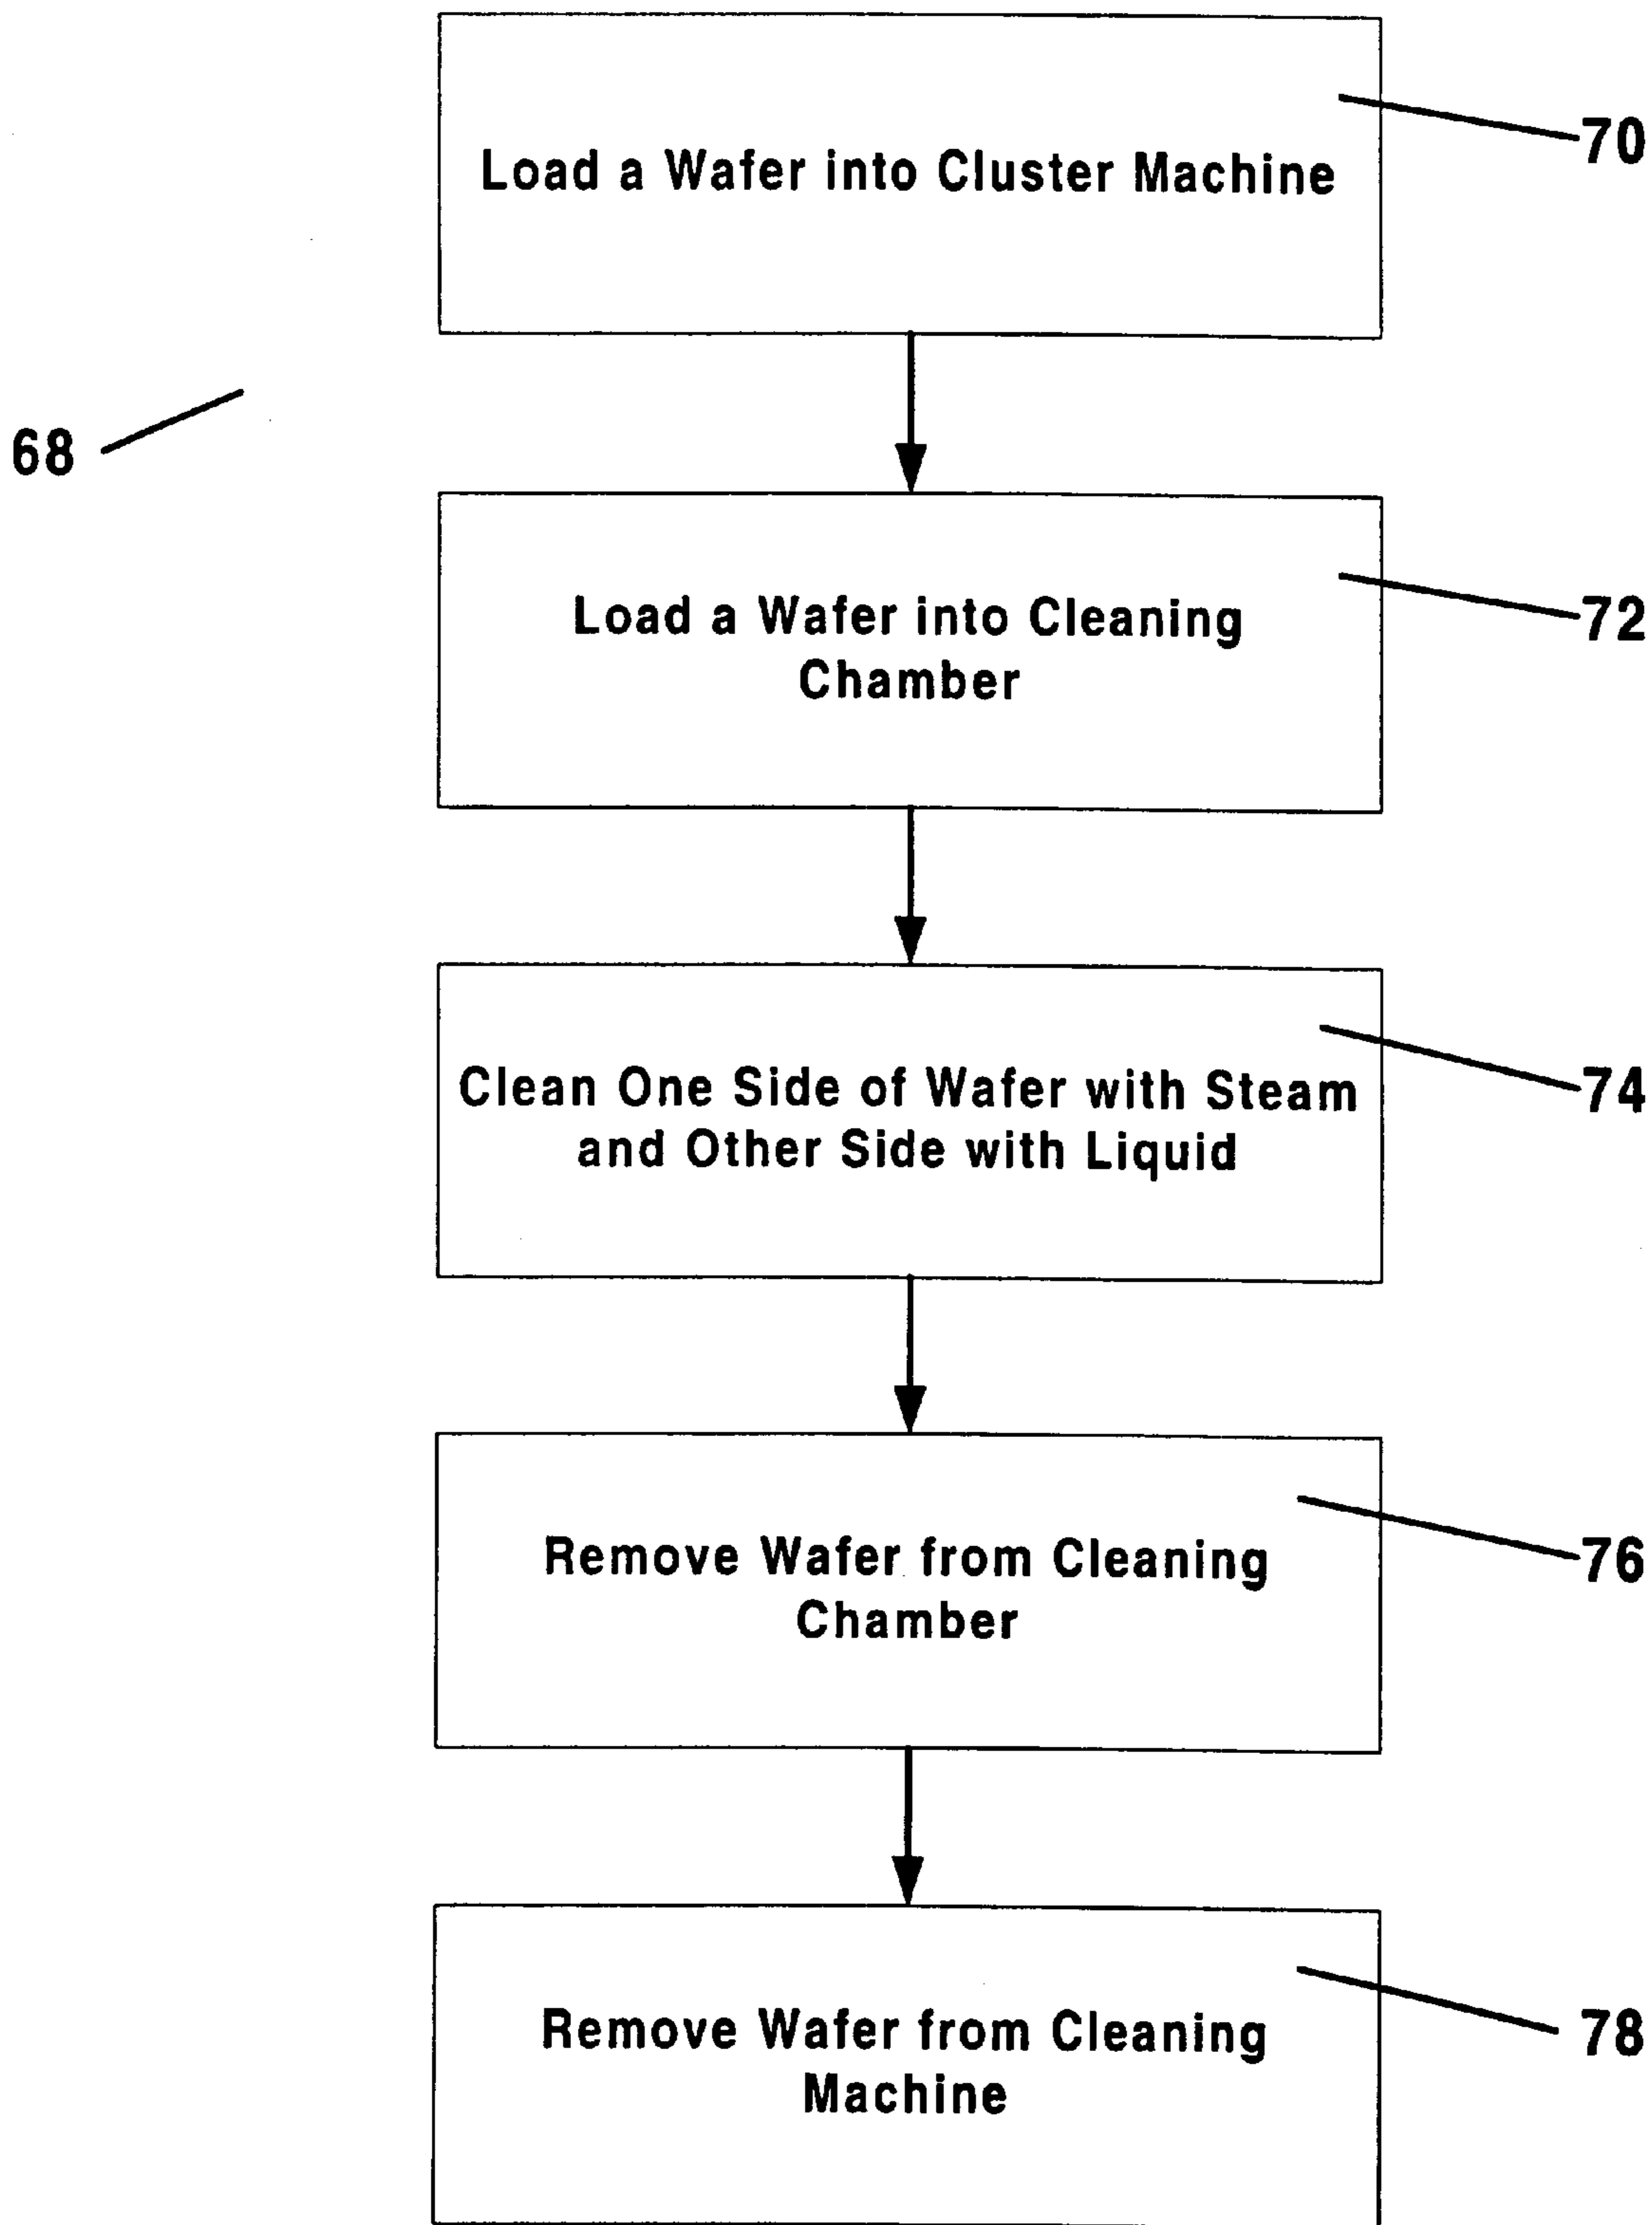 Load a Wafer into Cluster Machine
70
68
Load a Wafer into Cleaning
Chamber
72
Clean One Side of Wafer with Steam
and Other Side with Liquid
74
Remove Wafer from Cleaning
Chamber
76
Remove Wafer from Cleaning
Machine
78